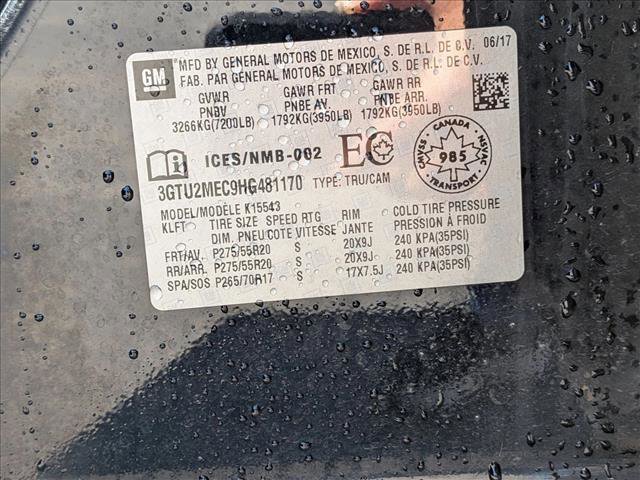 GM
MFD BY GENERAL MOTORS DE MEXICO, S. DE R.L. DE C.V. 06/17
FAB. PAR GÉNÉRAL MOTORS DE MEXICO, S. DE R.L. DE C.V.
GVWR GAWR FRT GAWR RR
PNBV PNBE AV. PNBE ARR.
3266KG(7200LB) 1792KG(3950LB) 1792KG(3950LB)
ICES/NMB-002 EC
CANADA
CMVSS 985 NSVAC
TRANSPORT
3GTU2MEC9HG481170 TYPE: TRU/CAM
MODEL/MODÈLE K15543
KLFT TIRE SIZE SPEED RTG RIM COLD TIRE PRESSURE
DIM. PNEU COTE VITESSE JANTE PRESSION À FROID
FRT/AV. P275/55R20 S 20X9J 240 KPA(35PSI)
RR/ARR. P275/55R20 S 20X9J 240 KPA(35PSI)
SPA/SOS P265/70R17 S 17X7.5J 240 KPA(35PSI)